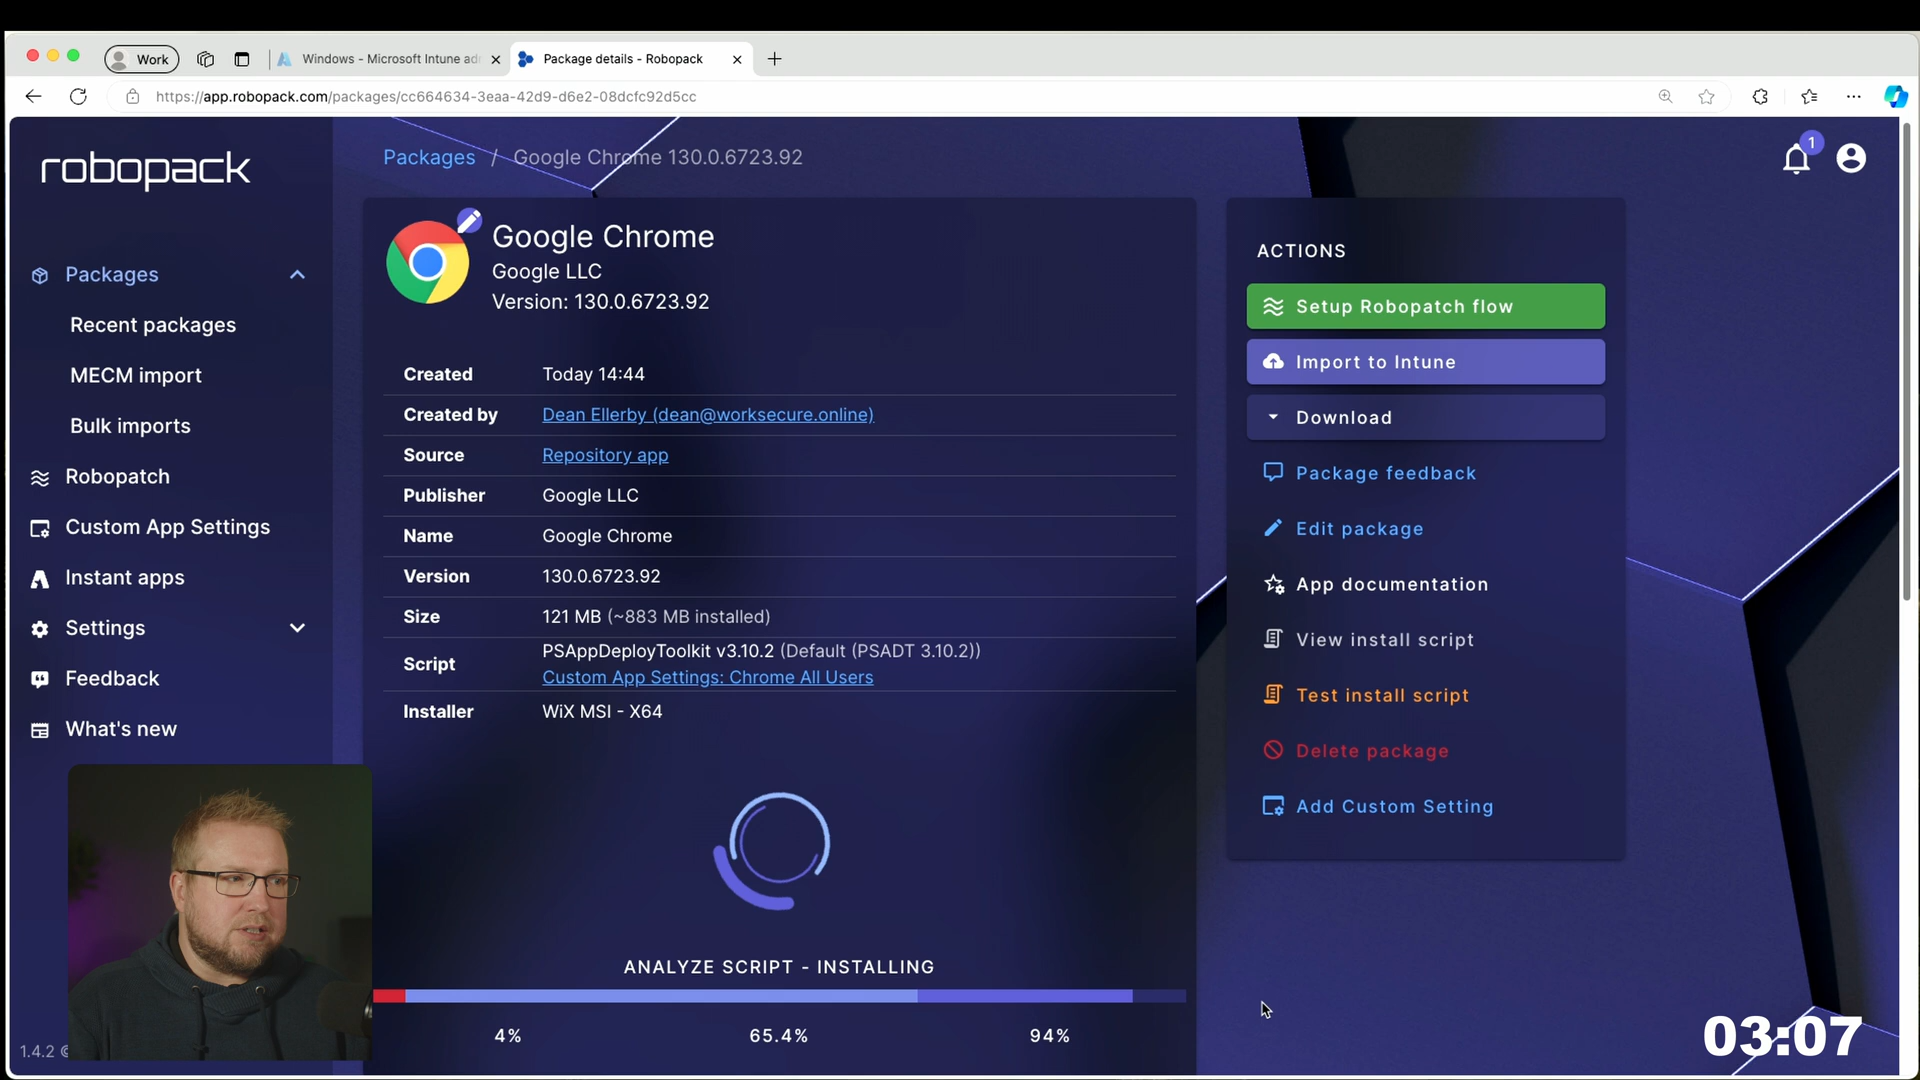 Work
Windows - Microsoft Intune ad
Package details - Robopack
https://app.robopack.com/packages/cc664634-3eaa-42d9-d6e2-08dcfc92d5cc
robopack
Packages
Recent packages
MECM import
Bulk imports
Robopatch
Custom App Settings
Instant apps
Settings
Feedback
What's new
1.4.2 ©
Packages / Google Chrome 130.0.6723.92
1
Google Chrome
Google LLC
Version: 130.0.6723.92
Created Today 14:44
Created by Dean Ellerby (dean@worksecure.online)
Source Repository app
Publisher Google LLC
Name Google Chrome
Version 130.0.6723.92
Size 121 MB (~883 MB installed)
Script PSAppDeployToolkit v3.10.2 (Default (PSADT 3.10.2))
Custom App Settings: Chrome All Users
Installer WiX MSI - X64
ANALYZE SCRIPT - INSTALLING
4% 65.4% 94%
ACTIONS
Setup Robopatch flow
Import to Intune
Download
Package feedback
Edit package
App documentation
View install script
Test install script
Delete package
Add Custom Setting
03:07